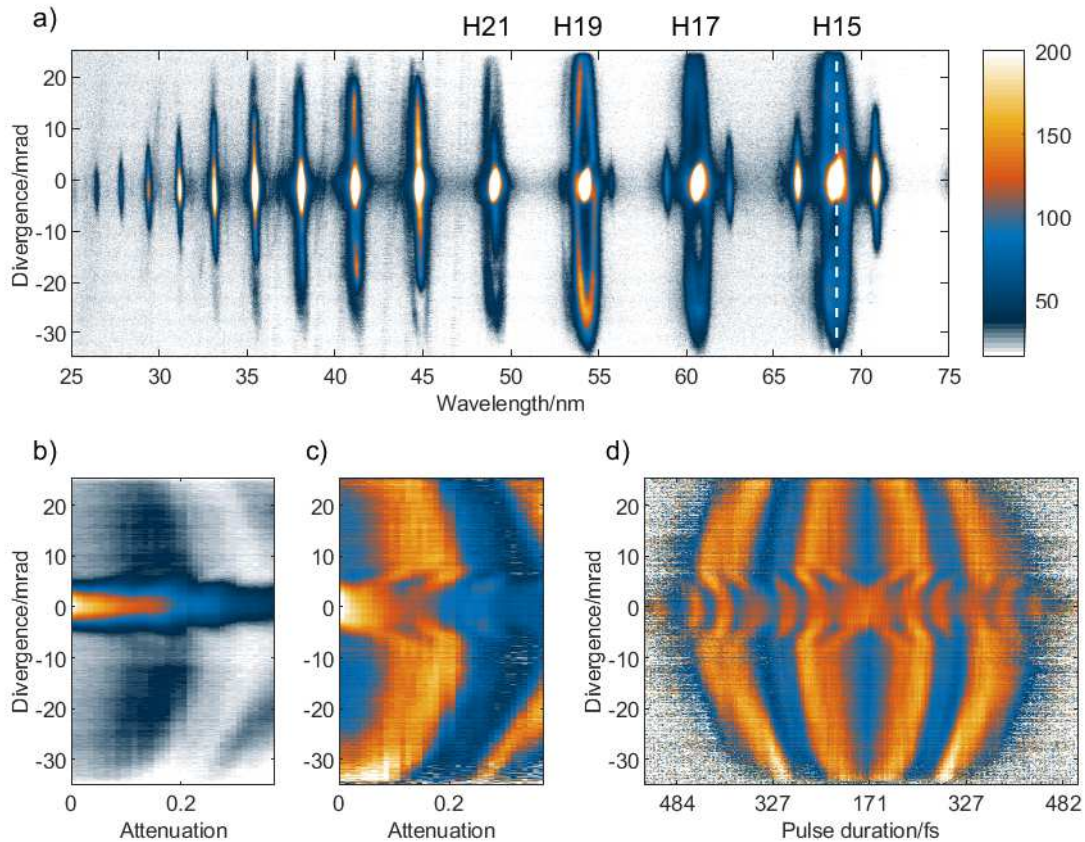 a)
H21 H19 H17 H15
200
150
100
50
20
10
0
-10
-20
-30
Divergence/mrad
25 30 35 40 45 50 55 60 65 70 75
Wavelength/nm
b)
20
10
0
-10
-20
-30
Divergence/mrad
0 0.2
Attenuation
c)
20
10
0
-10
-20
-30
0 0.2
Attenuation
d)
20
10
0
-10
-20
-30
Divergence/mrad
484 327 171 327 482
Pulse duration/fs